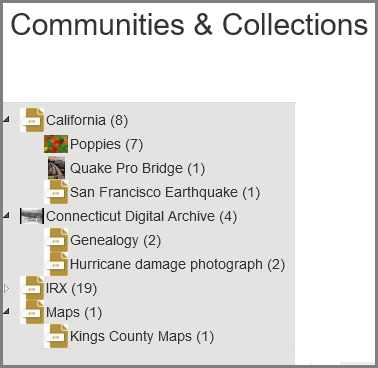 Communities & Collections
California (8)
Poppies (7)
Quake Pro Bridge (1)
San Francisco Earthquake (1)
Connecticut Digital Archive (4)
Genealogy (2)
Hurricane damage photograph (2)
IRX (19)
Maps (1)
Kings County Maps (1)